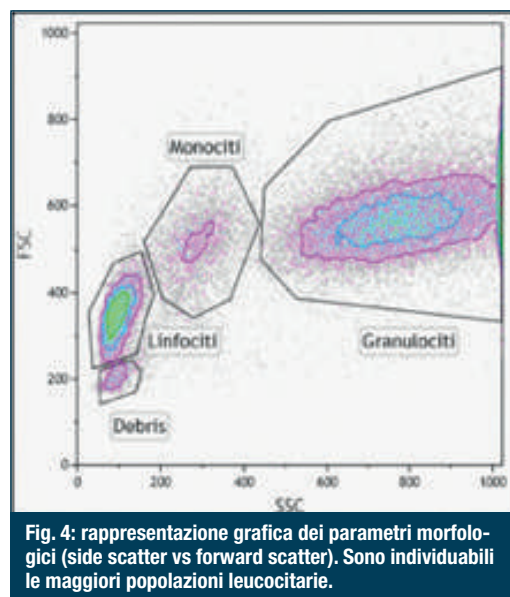 1000
800
600
400
200
0
FSC
Monociti
Linfociti
Granulociti
Debris
0 200 400 600 800 1000
SSC
Fig. 4: rappresentazione grafica dei parametri morfolo-
gici (side scatter vs forward scatter). Sono individuabili
le maggiori popolazioni leucocitarie.